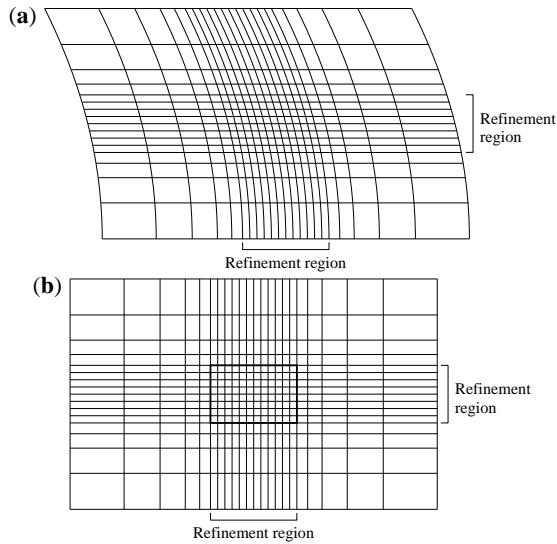 (a)
Refinement
region
Refinement region
(b)
Refinement
region
Refinement region